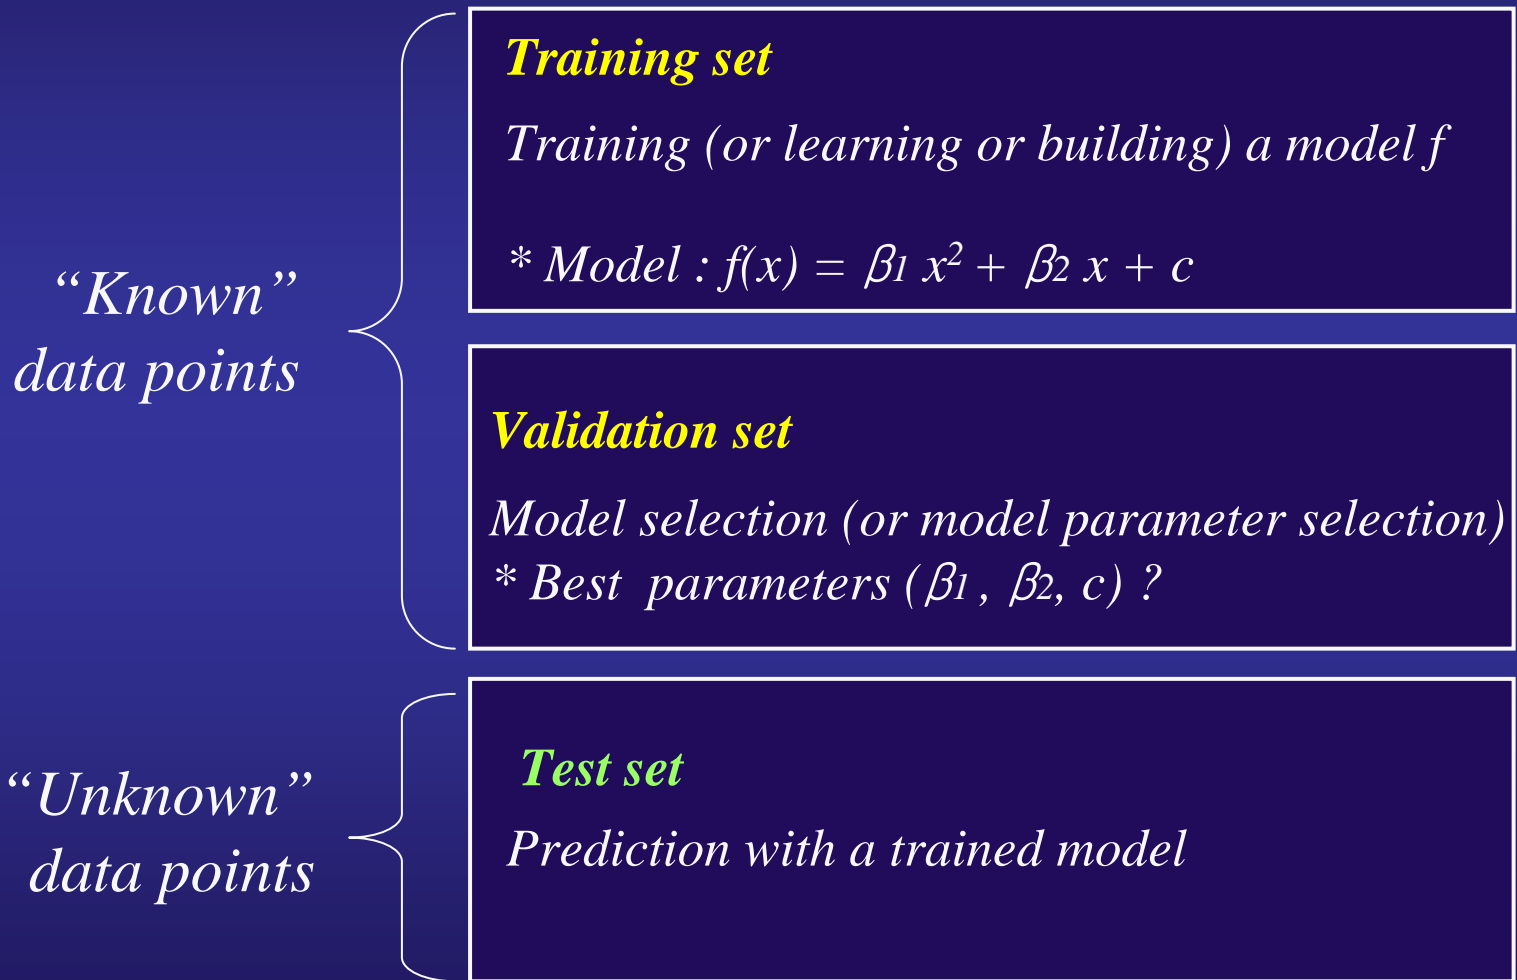 Training set
Training (or learning or building) a model f
* Model : f(x) = β1 x² + β2 x + c
“Known”
data points
Validation set
Model selection (or model parameter selection)
* Best parameters (β1 , β2, c) ?
Test set
“Unknown”
data points
Prediction with a trained model